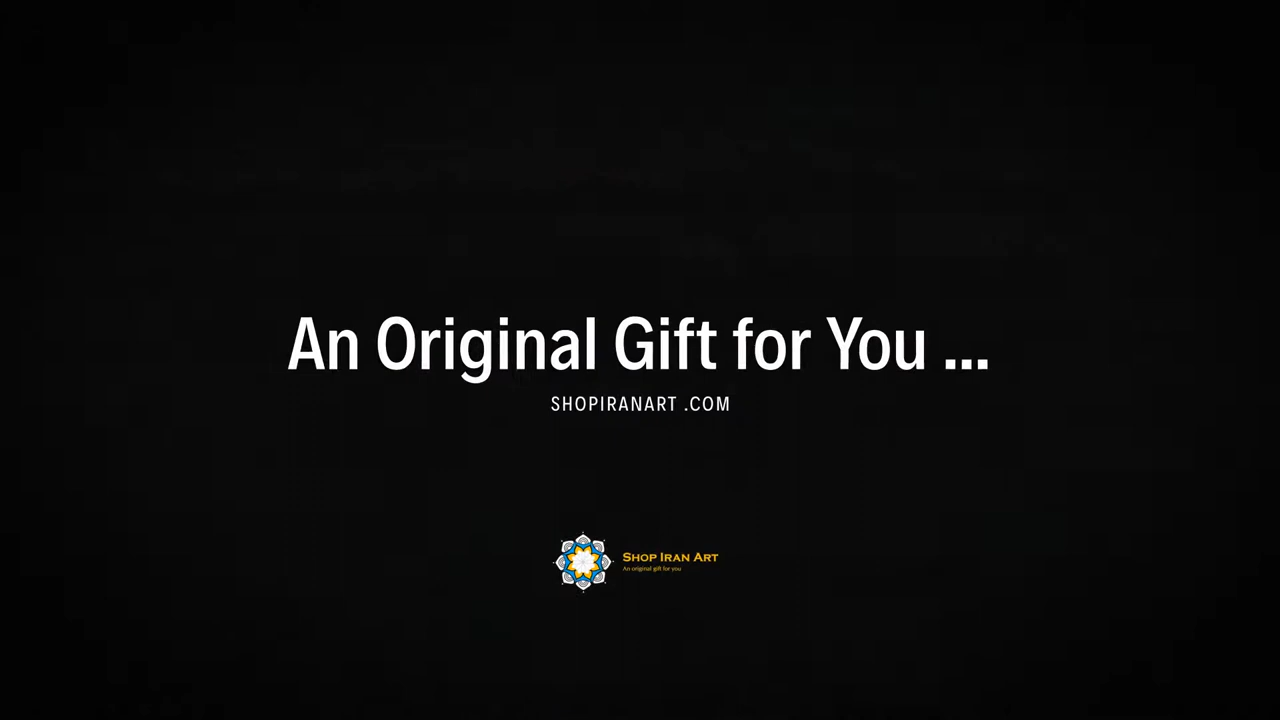 An Original Gift for You ...
SHOPIRANART .COM
SHOP IRAN ART
An original gift for you